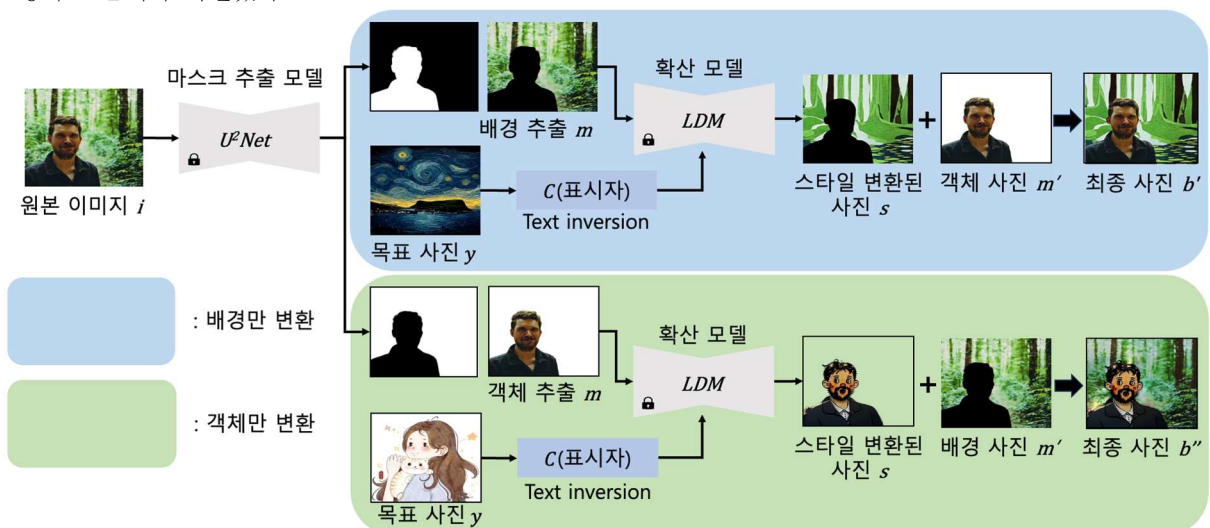 마스크 추출 모델
U²Net
원본 이미지 i
배경 추출 m
확산 모델
LDM
목표 사진 y
C(표시자)
Text inversion
스타일 변환된
사진 s
+
객체 사진 m′
최종 사진 b′
: 배경만 변환
: 객체만 변환
객체 추출 m
확산 모델
LDM
목표 사진 y
C(표시자)
Text inversion
스타일 변환된
사진 s
+
배경 사진 m′
최종 사진 b″